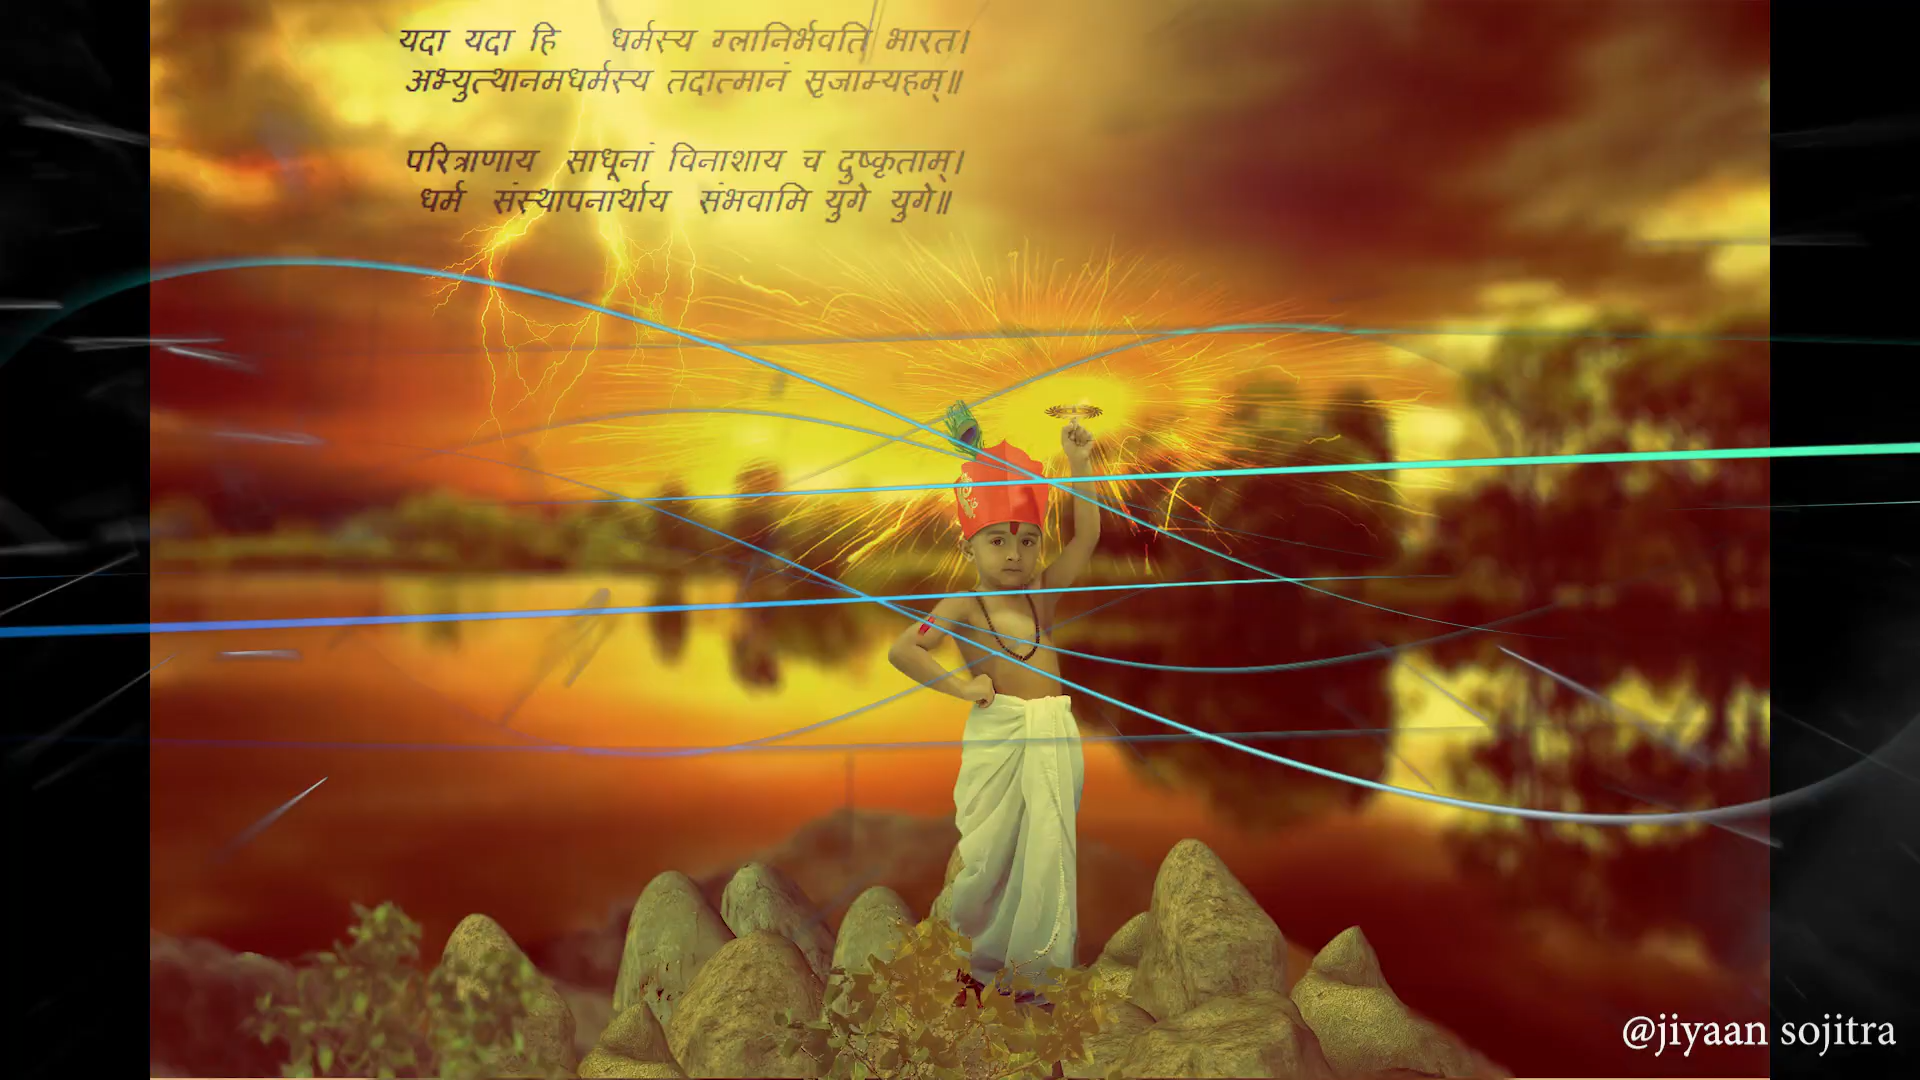 यदा यदा हि धर्मस्य ग्लानिर्भवति भारत।
अभ्युत्थानमधर्मस्य तदात्मानं सृजाम्यहम्॥
परित्राणाय साधूनां विनाशाय च दुष्कृताम्।
धर्म संस्थापनार्थाय संभवामि युगे युगे॥
@jiyaan sojitra